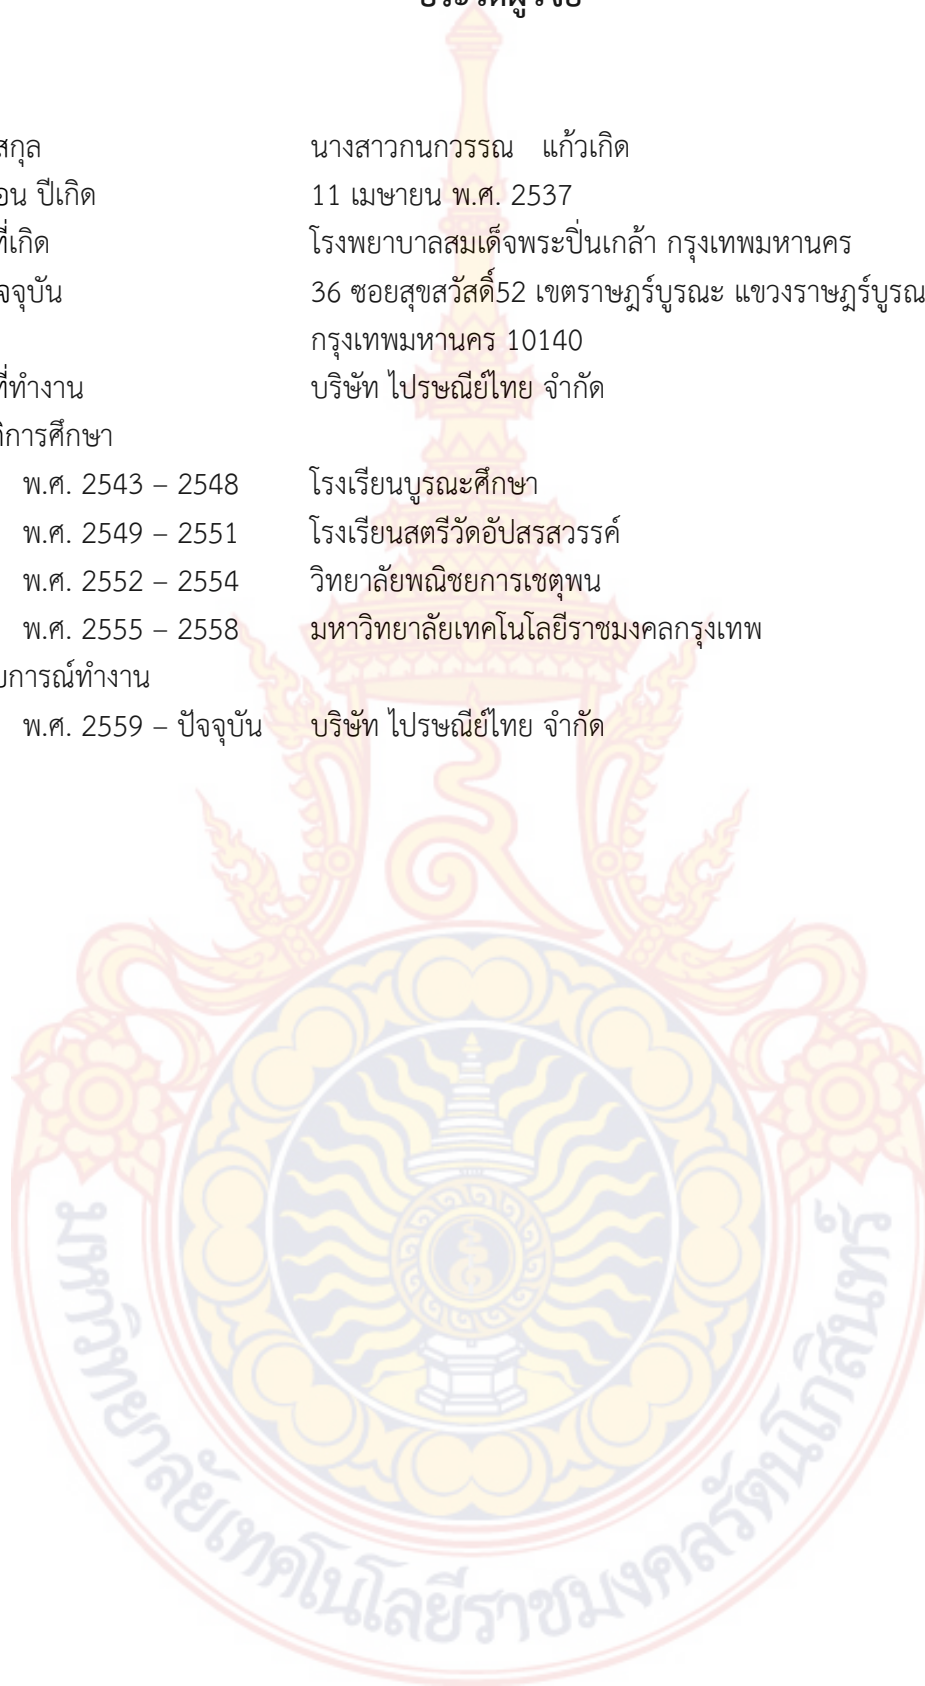 ประวัติผู้วิจัย
สกุล นางสาวกนกวรรณ แก้วเกิด
อน ปีเกิด 11 เมษายน พ.ศ. 2537
ที่เกิด โรงพยาบาลสมเด็จพระปิ่นเกล้า กรุงเทพมหานคร
จจุบัน 36 ซอยสุขสวัสดิ์52 เขตราษฎร์บูรณะ แขวงราษฎร์บูรณ
กรุงเทพมหานคร 10140
ที่ทำงาน บริษัท ไปรษณีย์ไทย จำกัด
ติการศึกษา
พ.ศ. 2543 – 2548 โรงเรียนบูรณะศึกษา
พ.ศ. 2549 – 2551 โรงเรียนสตรีวัดอัปสรสวรรค์
พ.ศ. 2552 – 2554 วิทยาลัยพณิชยการเชตุพน
พ.ศ. 2555 – 2558 มหาวิทยาลัยเทคโนโลยีราชมงคลกรุงเทพ
บการณ์ทำงาน
พ.ศ. 2559 – ปัจจุบัน บริษัท ไปรษณีย์ไทย จำกัด
มหาวิทยาลัยเทคโนโลยีราชมงคลรัตนโกสินทร์